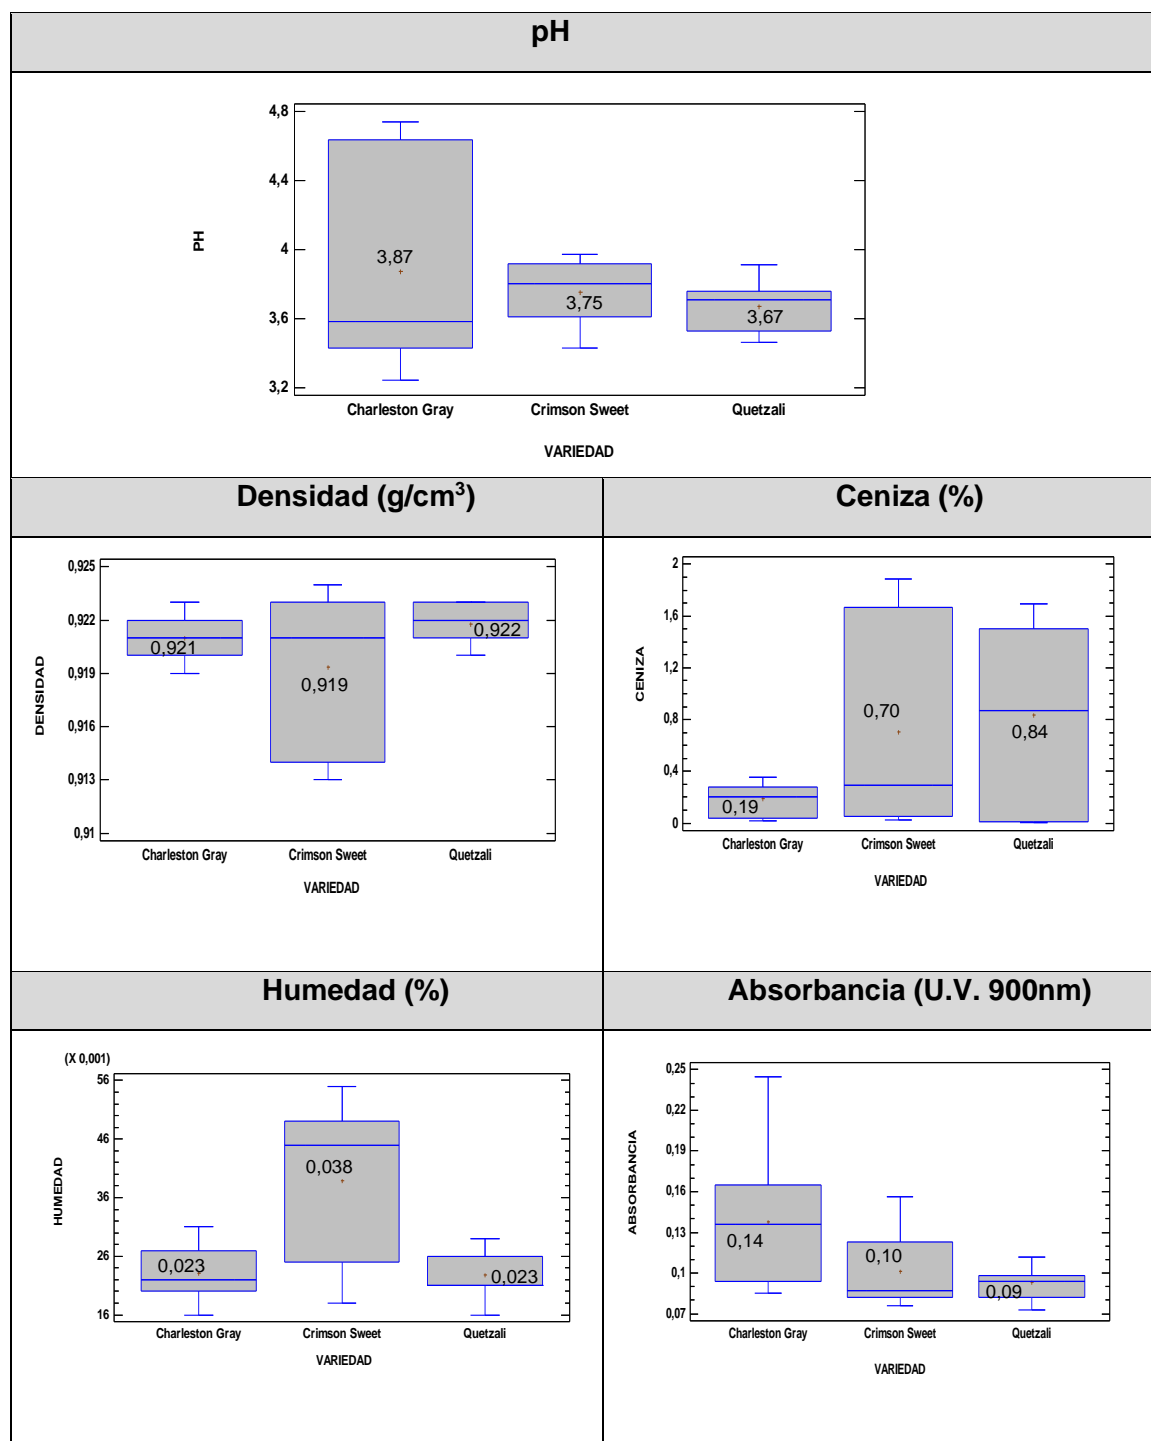 pH
4,8
4,4
4
3,6
3,2
PH
3,87
3,75
3,67
Charleston Gray Crimson Sweet Quetzali
VARIEDAD
Densidad (g/cm³) Ceniza (%)
0,925
0,922
0,919
0,916
0,913
0,91
DENSIDAD
0,921
0,919
0,922
Charleston Gray Crimson Sweet Quetzali
VARIEDAD
2
1,6
1,2
0,8
0,4
0
CENIZA
0,19
0,70
0,84
Charleston Gray Crimson Sweet Quetzali
VARIEDAD
Humedad (%) Absorbancia (U.V. 900nm)
(X 0,001)
56
46
36
26
16
HUMEDAD
0,023
0,038
0,023
Charleston Gray Crimson Sweet Quetzali
VARIEDAD
0,25
0,22
0,19
0,16
0,13
0,1
0,07
ABSORBANCIA
0,14
0,10
0,09
Charleston Gray Crimson Sweet Quetzali
VARIEDAD